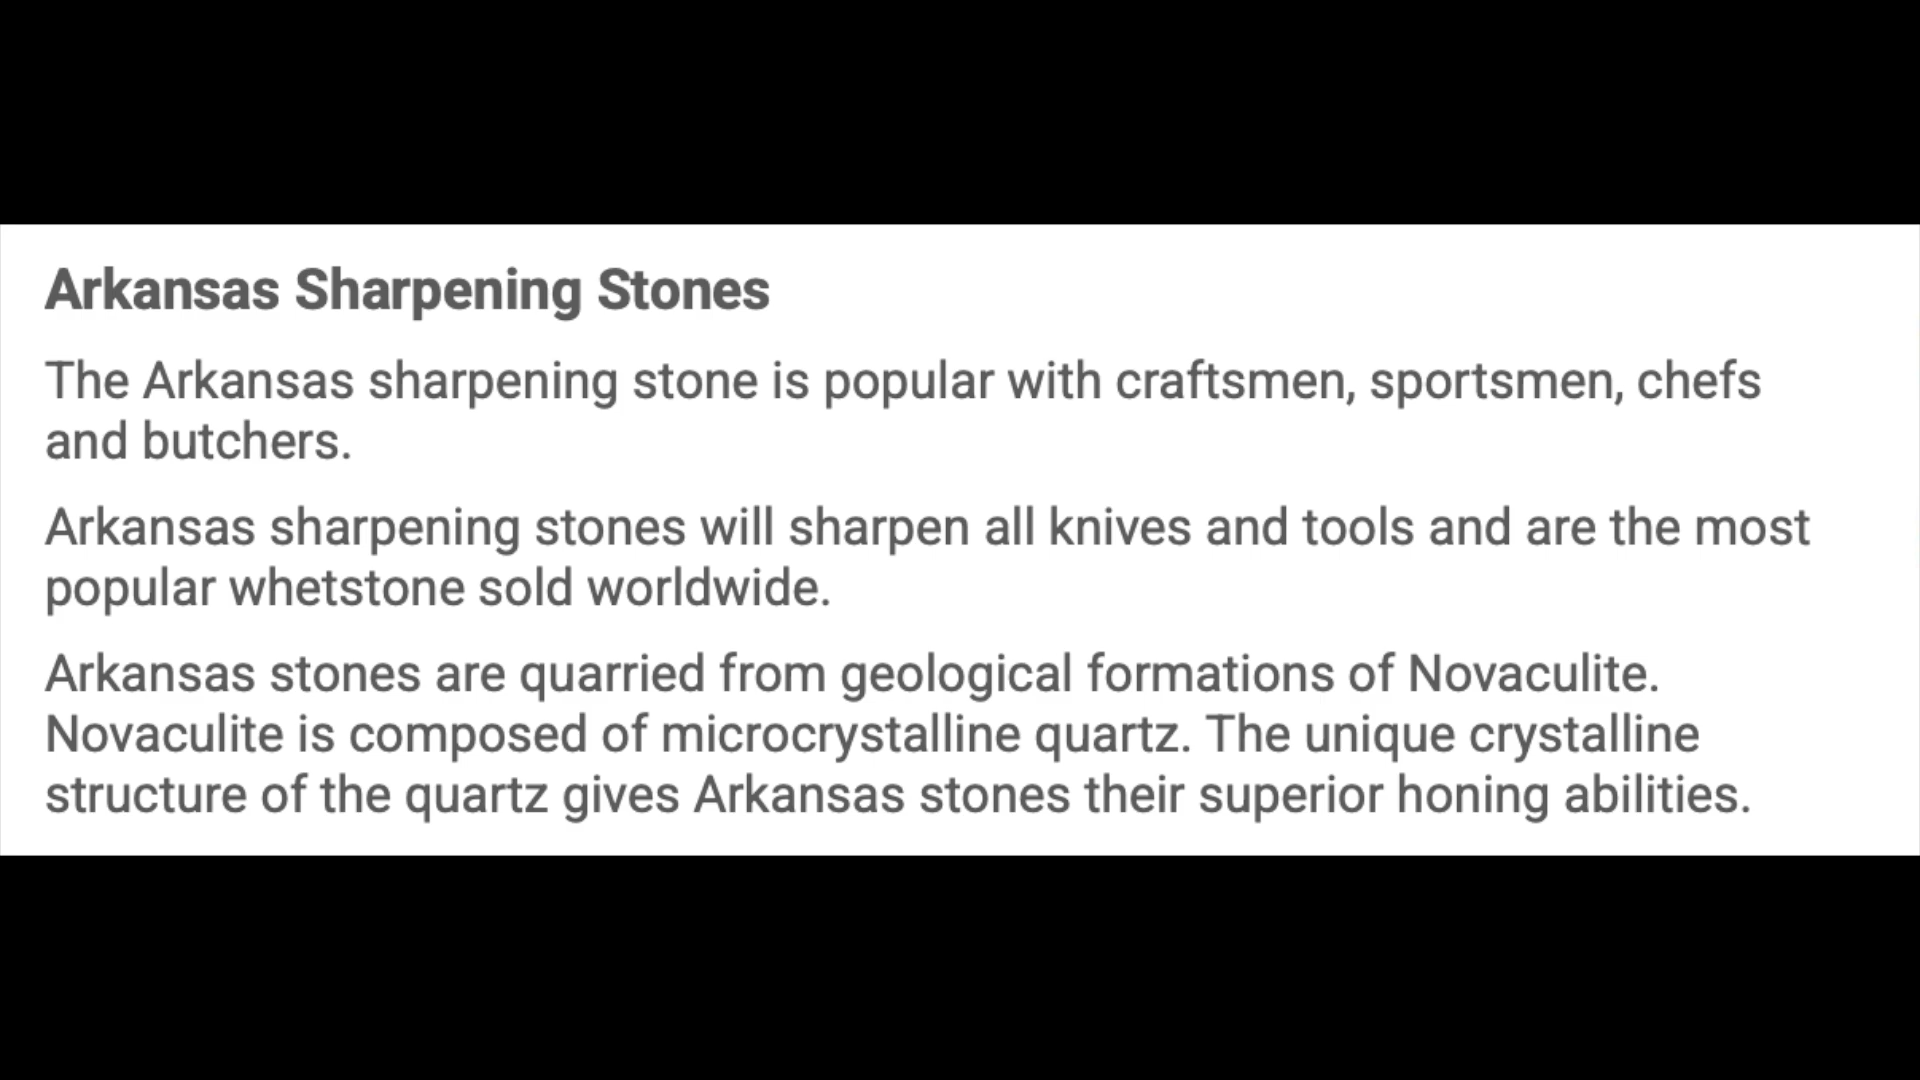 Arkansas Sharpening Stones
The Arkansas sharpening stone is popular with craftsmen, sportsmen, chefs
and butchers.
Arkansas sharpening stones will sharpen all knives and tools and are the most
popular whetstone sold worldwide.
Arkansas stones are quarried from geological formations of Novaculite.
Novaculite is composed of microcrystalline quartz. The unique crystalline
structure of the quartz gives Arkansas stones their superior honing abilities.